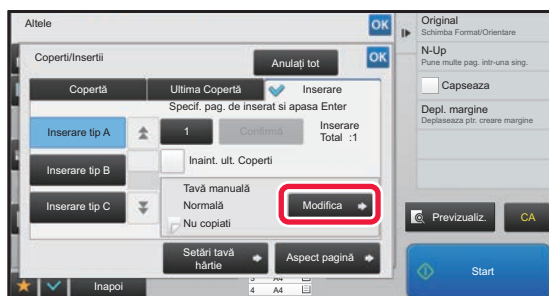 Altele
OK
Coperti/Insertii
Anulați tot
OK
Copertă
Ultima Copertă
Inserare
Specif. pag. de inserat si apasa Enter
Inserare tip A
1
Confirmă
Inserare
Total :1
Inserare tip B
Inaint. ult. Coperti
Inserare tip C
Tavă manuală
Normală
Nu copiati
Modifica
Setări tavă
hârtie
Aspect pagină
Inapoi
3 A4
4 A4
Original
Schimba Format/Orientare
N-Up
Pune multe pag. intr-una sing.
Capseaza
Depl. margine
Deplaseaza ptr. creare margine
Previzualiz.
CA
Start